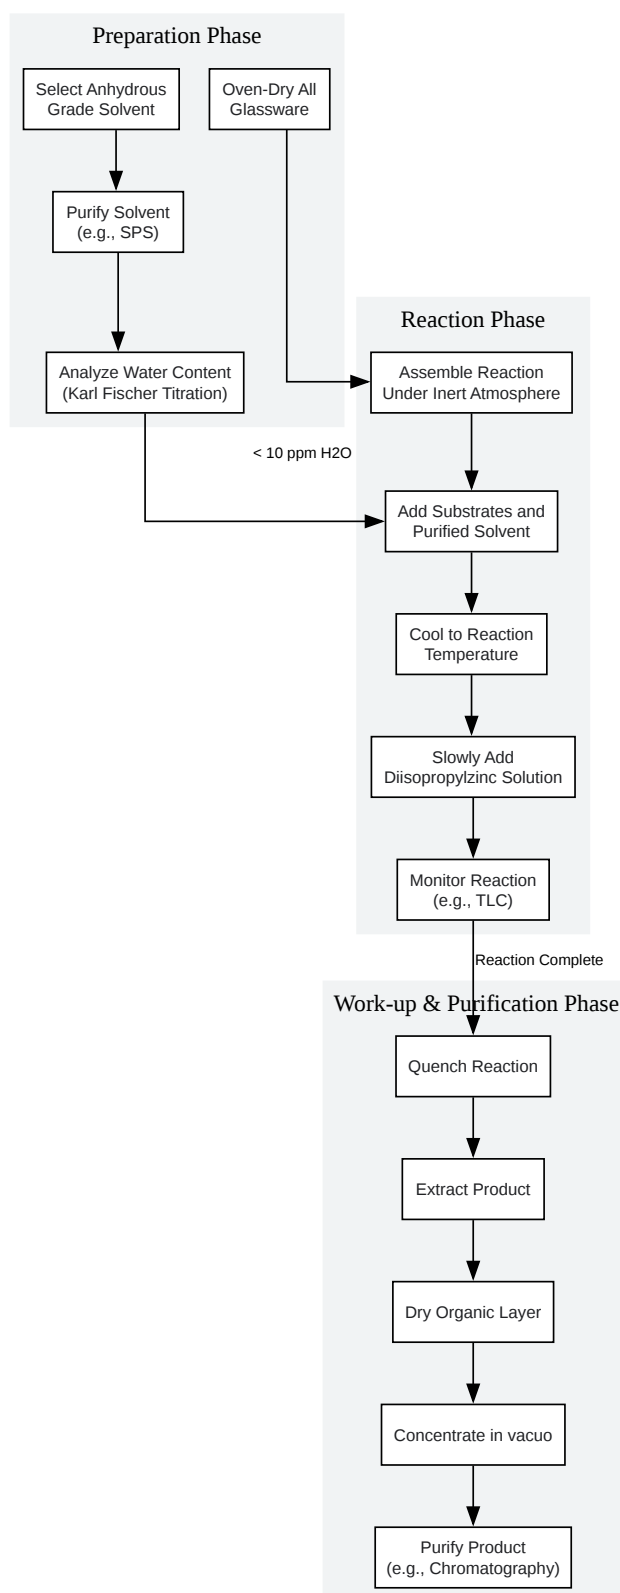 Preparation Phase
Select Anhydrous
Grade Solvent
Oven-Dry All
Glassware
Purify Solvent
(e.g., SPS)
Analyze Water Content
(Karl Fischer Titration)
< 10 ppm H2O
Reaction Phase
Assemble Reaction
Under Inert Atmosphere
Add Substrates and
Purified Solvent
Cool to Reaction
Temperature
Slowly Add
Diisopropylzinc Solution
Monitor Reaction
(e.g., TLC)
Reaction Complete
Work-up & Purification Phase
Quench Reaction
Extract Product
Dry Organic Layer
Concentrate in vacuo
Purify Product
(e.g., Chromatography)